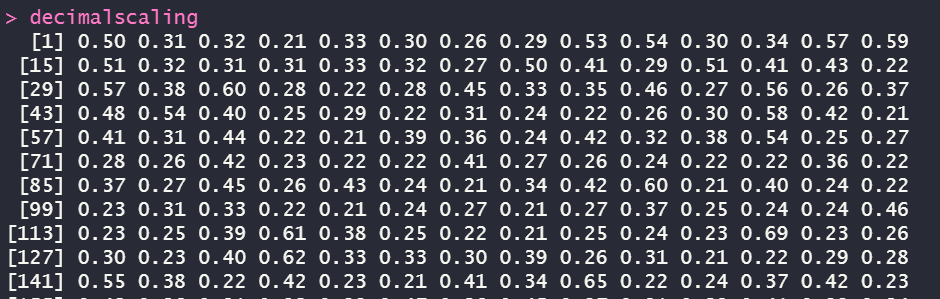 > decimalscaling
[1] 0.50 0.31 0.32 0.21 0.33 0.30 0.26 0.29 0.53 0.54 0.30 0.34 0.57 0.59
[15] 0.51 0.32 0.31 0.31 0.33 0.32 0.27 0.50 0.41 0.29 0.51 0.41 0.43 0.22
[29] 0.57 0.38 0.60 0.28 0.22 0.28 0.45 0.33 0.35 0.46 0.27 0.56 0.26 0.37
[43] 0.48 0.54 0.40 0.25 0.29 0.22 0.31 0.24 0.22 0.26 0.30 0.58 0.42 0.21
[57] 0.41 0.31 0.44 0.22 0.21 0.39 0.36 0.24 0.42 0.32 0.38 0.54 0.25 0.27
[71] 0.28 0.26 0.42 0.23 0.22 0.22 0.41 0.27 0.26 0.24 0.22 0.22 0.36 0.22
[85] 0.37 0.27 0.45 0.26 0.43 0.24 0.21 0.34 0.42 0.60 0.21 0.40 0.24 0.22
[99] 0.23 0.31 0.33 0.22 0.21 0.24 0.27 0.21 0.27 0.37 0.25 0.24 0.24 0.46
[113] 0.23 0.25 0.39 0.61 0.38 0.25 0.22 0.21 0.25 0.24 0.23 0.69 0.23 0.26
[127] 0.30 0.23 0.40 0.62 0.33 0.33 0.30 0.39 0.26 0.31 0.21 0.22 0.29 0.28
[141] 0.55 0.38 0.22 0.42 0.23 0.21 0.41 0.34 0.65 0.22 0.24 0.37 0.42 0.23